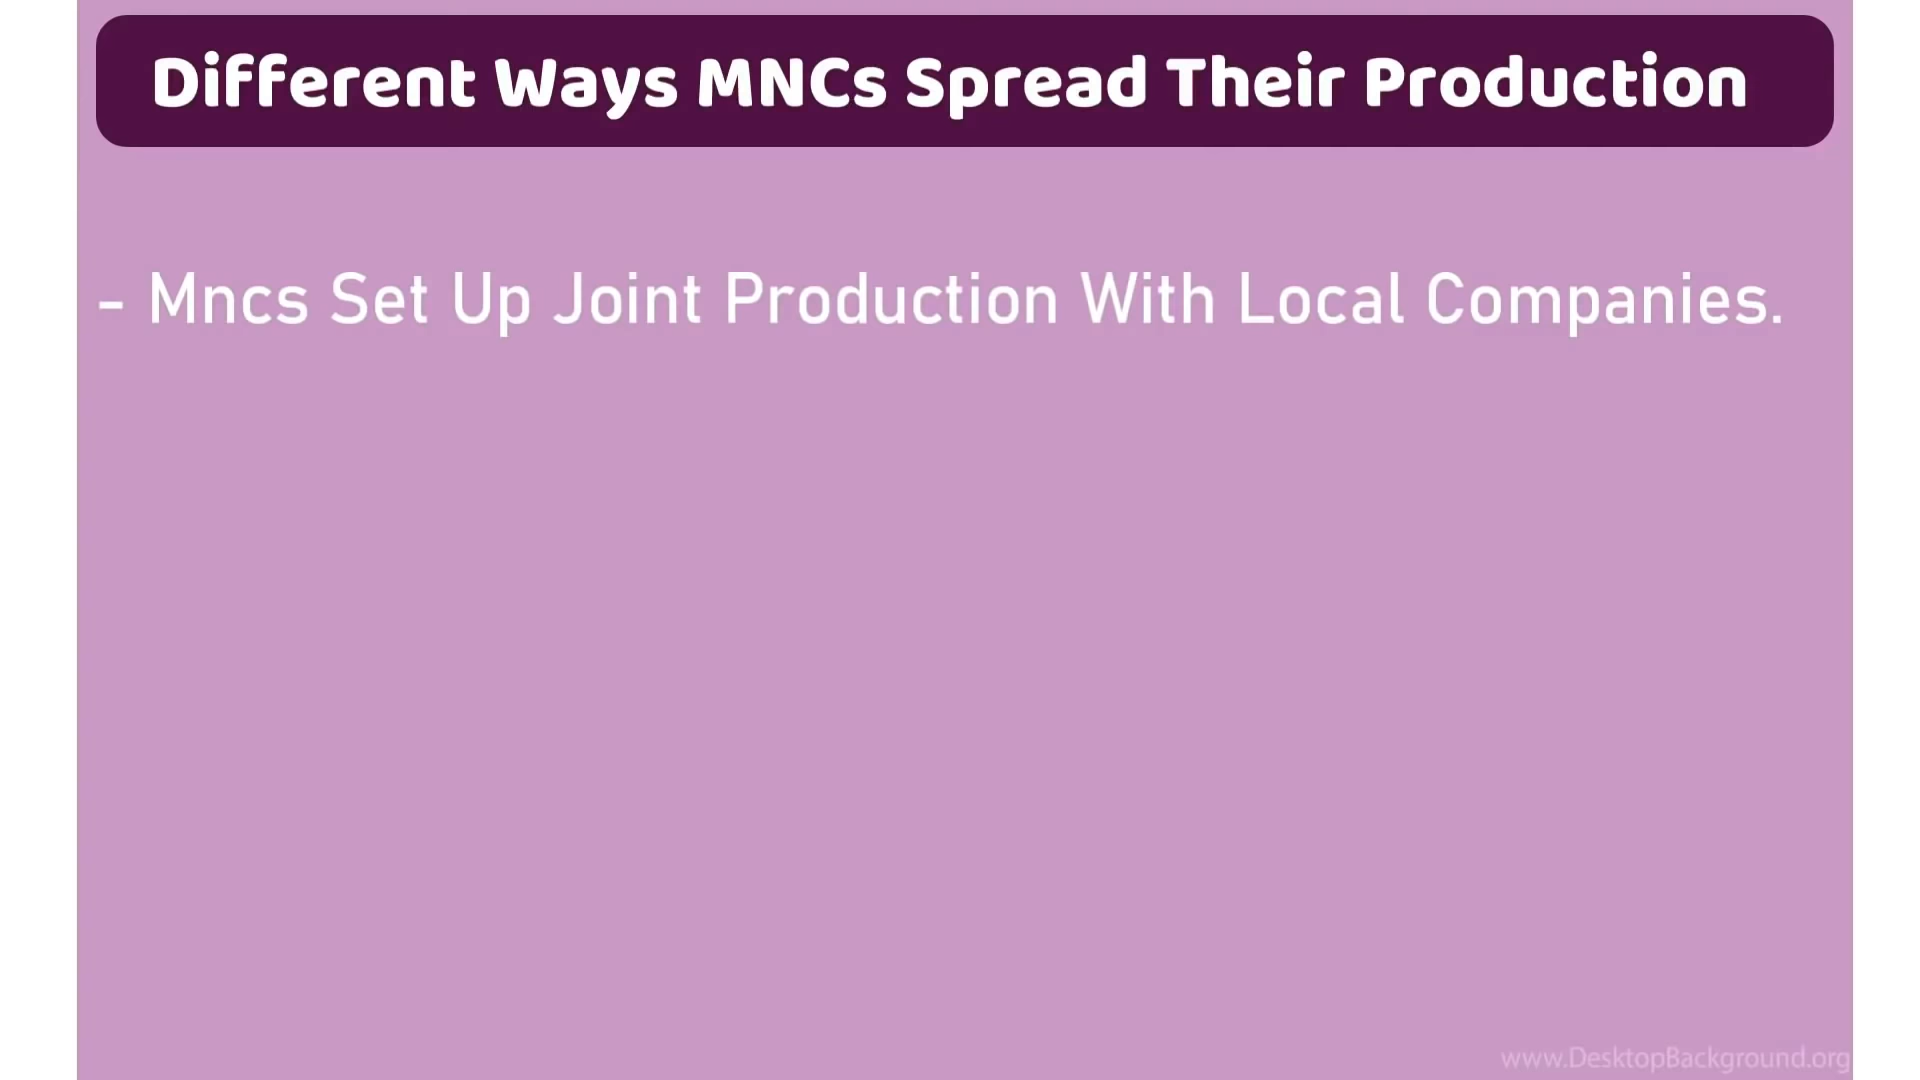 Different Ways MNCs Spread Their Production
- Mncs Set Up Joint Production With Local Companies.
www.DesktopBackground.org